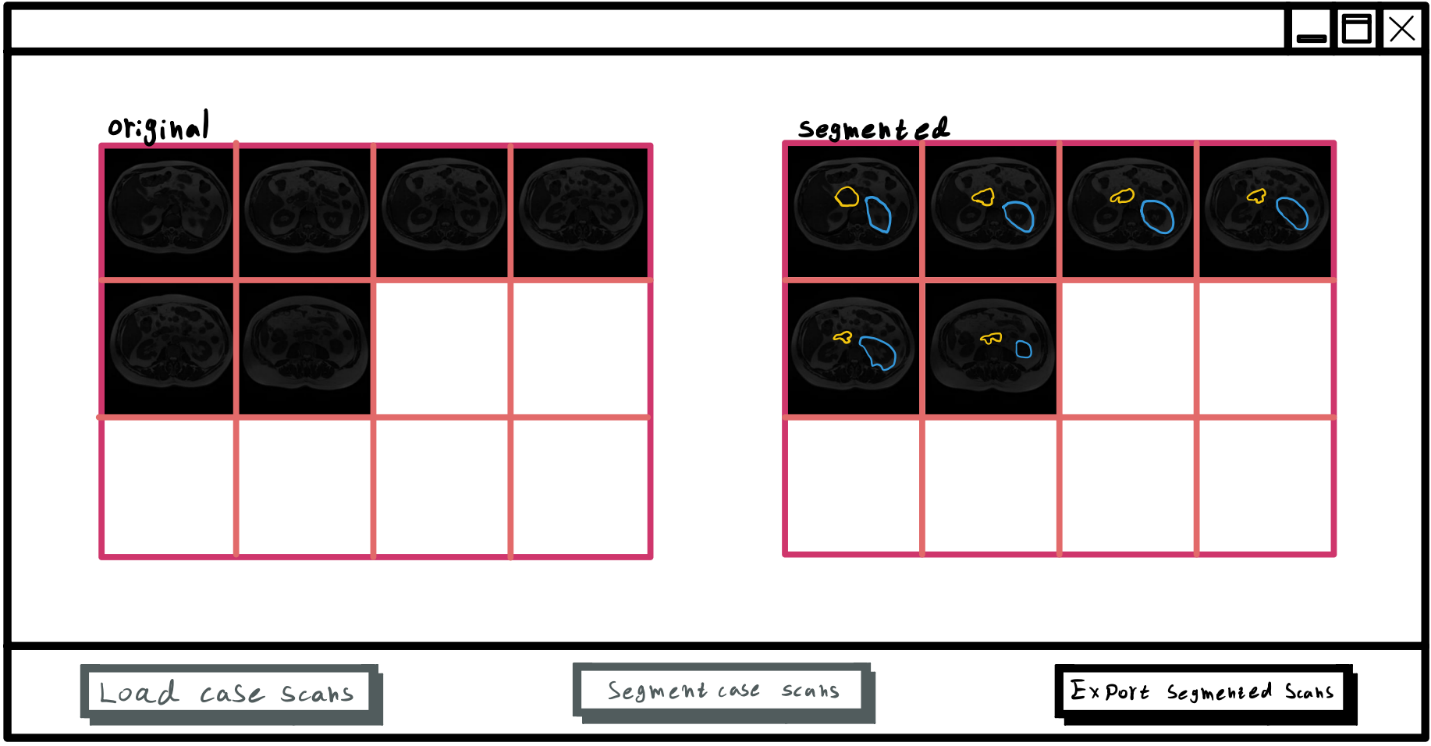 original
segmented
Load case scans
Segment case scans
Export Segmented Scans